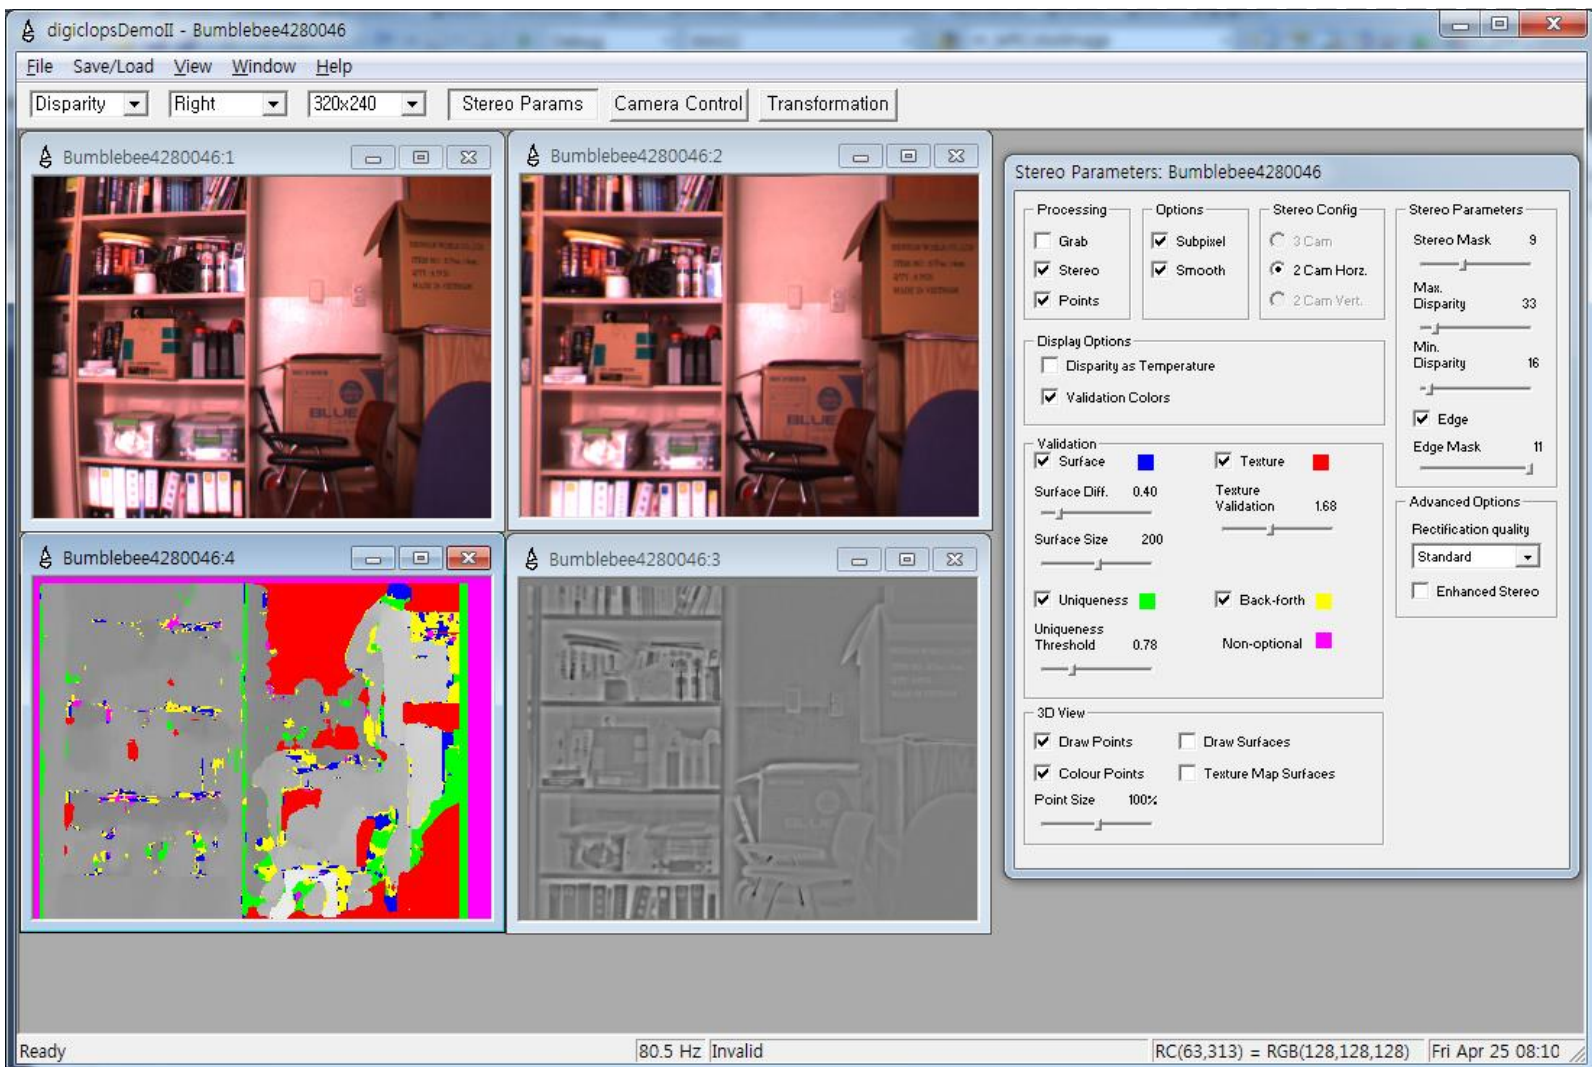 digiclopsDemoII - Bumblebee4280046
File Save/Load View Window Help
Disparity Right 320x240 Stereo Params Camera Control Transformation
Bumblebee4280046:1
Bumblebee4280046:2
BLUE
BLUE
Bumblebee4280046:4
Bumblebee4280046:3
Stereo Parameters: Bumblebee4280046
Processing
Grab
Stereo
Points
Options
Subpixel
Smooth
Stereo Config
3 Cam
2 Cam Horz.
2 Cam Vert.
Display Options
Disparity as Temperature
Validation Colors
Validation
Surface
Texture
Surface Diff. 0.40
Texture
Validation 1.68
Surface Size 200
Uniqueness
Back-forth
Uniqueness
Threshold 0.78
Non-optional
3D View
Draw Points
Draw Surfaces
Colour Points
Texture Map Surfaces
Point Size 100%
Stereo Parameters
Stereo Mask 9
Max.
Disparity 33
Min.
Disparity 16
Edge
Edge Mask 11
Advanced Options
Rectification quality
Standard
Enhanced Stereo
Ready
80.5 Hz
Invalid
RC(63,313) = RGB(128,128,128)
Fri Apr 25 08:10